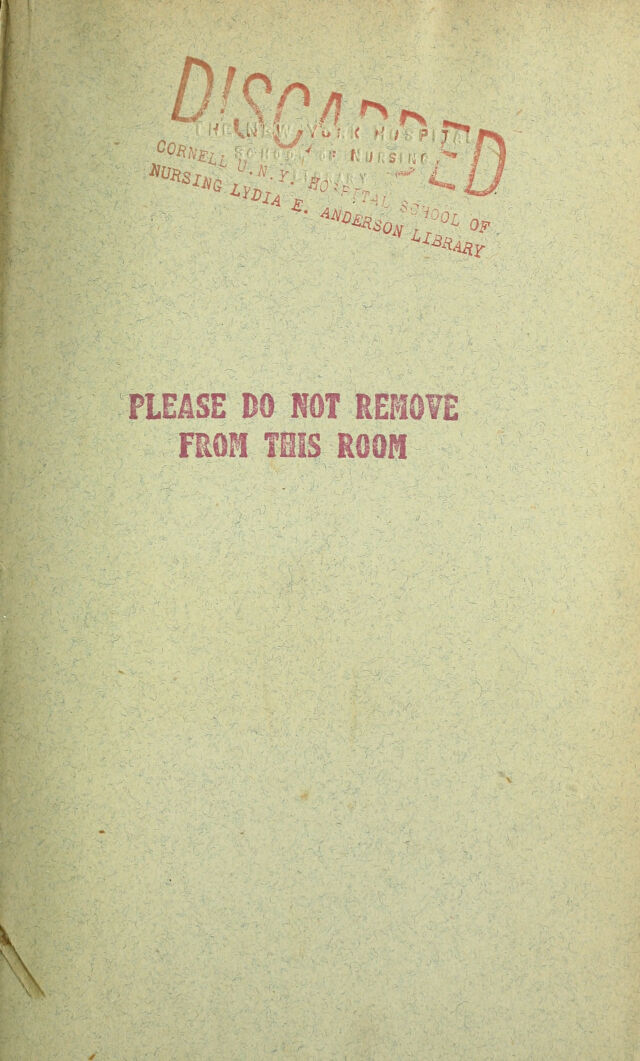 DISCARDED
THE NEW YORK HOSPITAL
SCHOOL OF NURSING
LIBRARY
CORNELL U.N.Y. HOSPITAL SCHOOL OF
NURSING LYDIA E. ANDERSON LIBRARY
PLEASE DO NOT REMOVE
FROM THIS ROOM